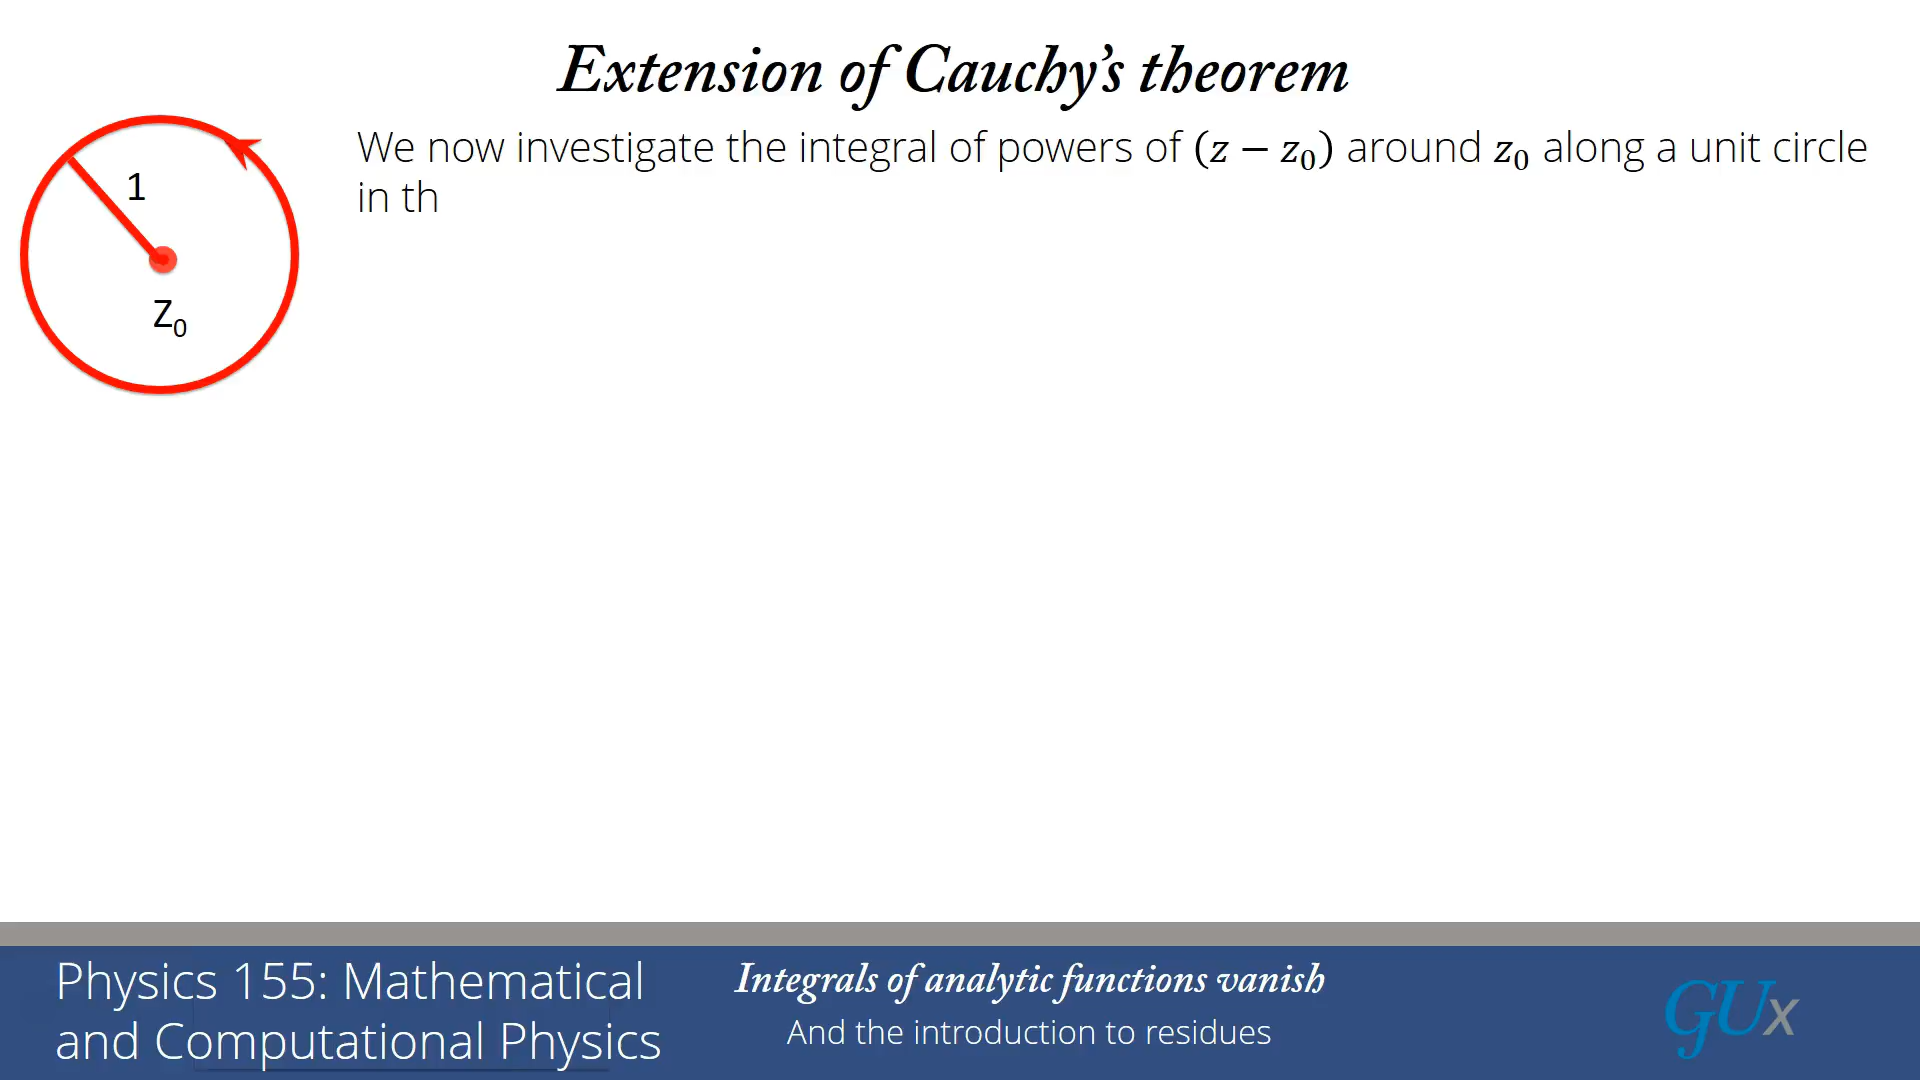 Extension of Cauchy's theorem
We now investigate the integral of powers of (z − z₀) around z₀ along a unit circle
in th
1
Z₀
Physics 155: Mathematical
and Computational Physics
Integrals of analytic functions vanish
And the introduction to residues
GUx